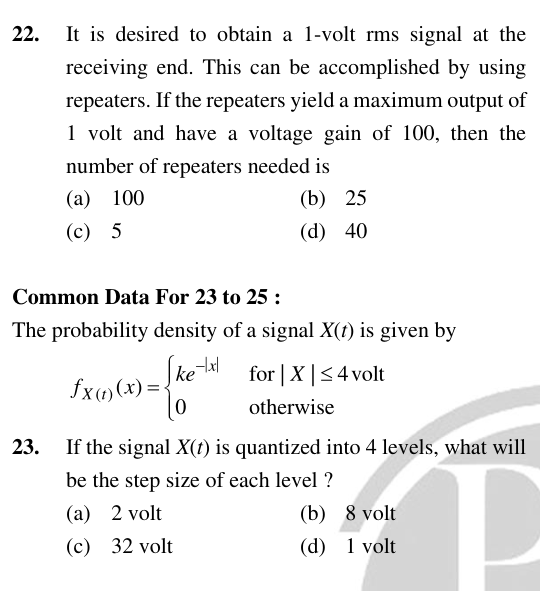 22. It is desired to obtain a 1-volt rms signal at the
receiving end. This can be accomplished by using
repeaters. If the repeaters yield a maximum output of
1 volt and have a voltage gain of 100, then the
number of repeaters needed is
(a) 100 (b) 25
(c) 5 (d) 40
Common Data For 23 to 25 :
The probability density of a signal X(t) is given by
f_{X(t)}(x) = { ke^{-|x|} for | X | ≤ 4 volt
0 otherwise
23. If the signal X(t) is quantized into 4 levels, what will
be the step size of each level ?
(a) 2 volt (b) 8 volt
(c) 32 volt (d) 1 volt